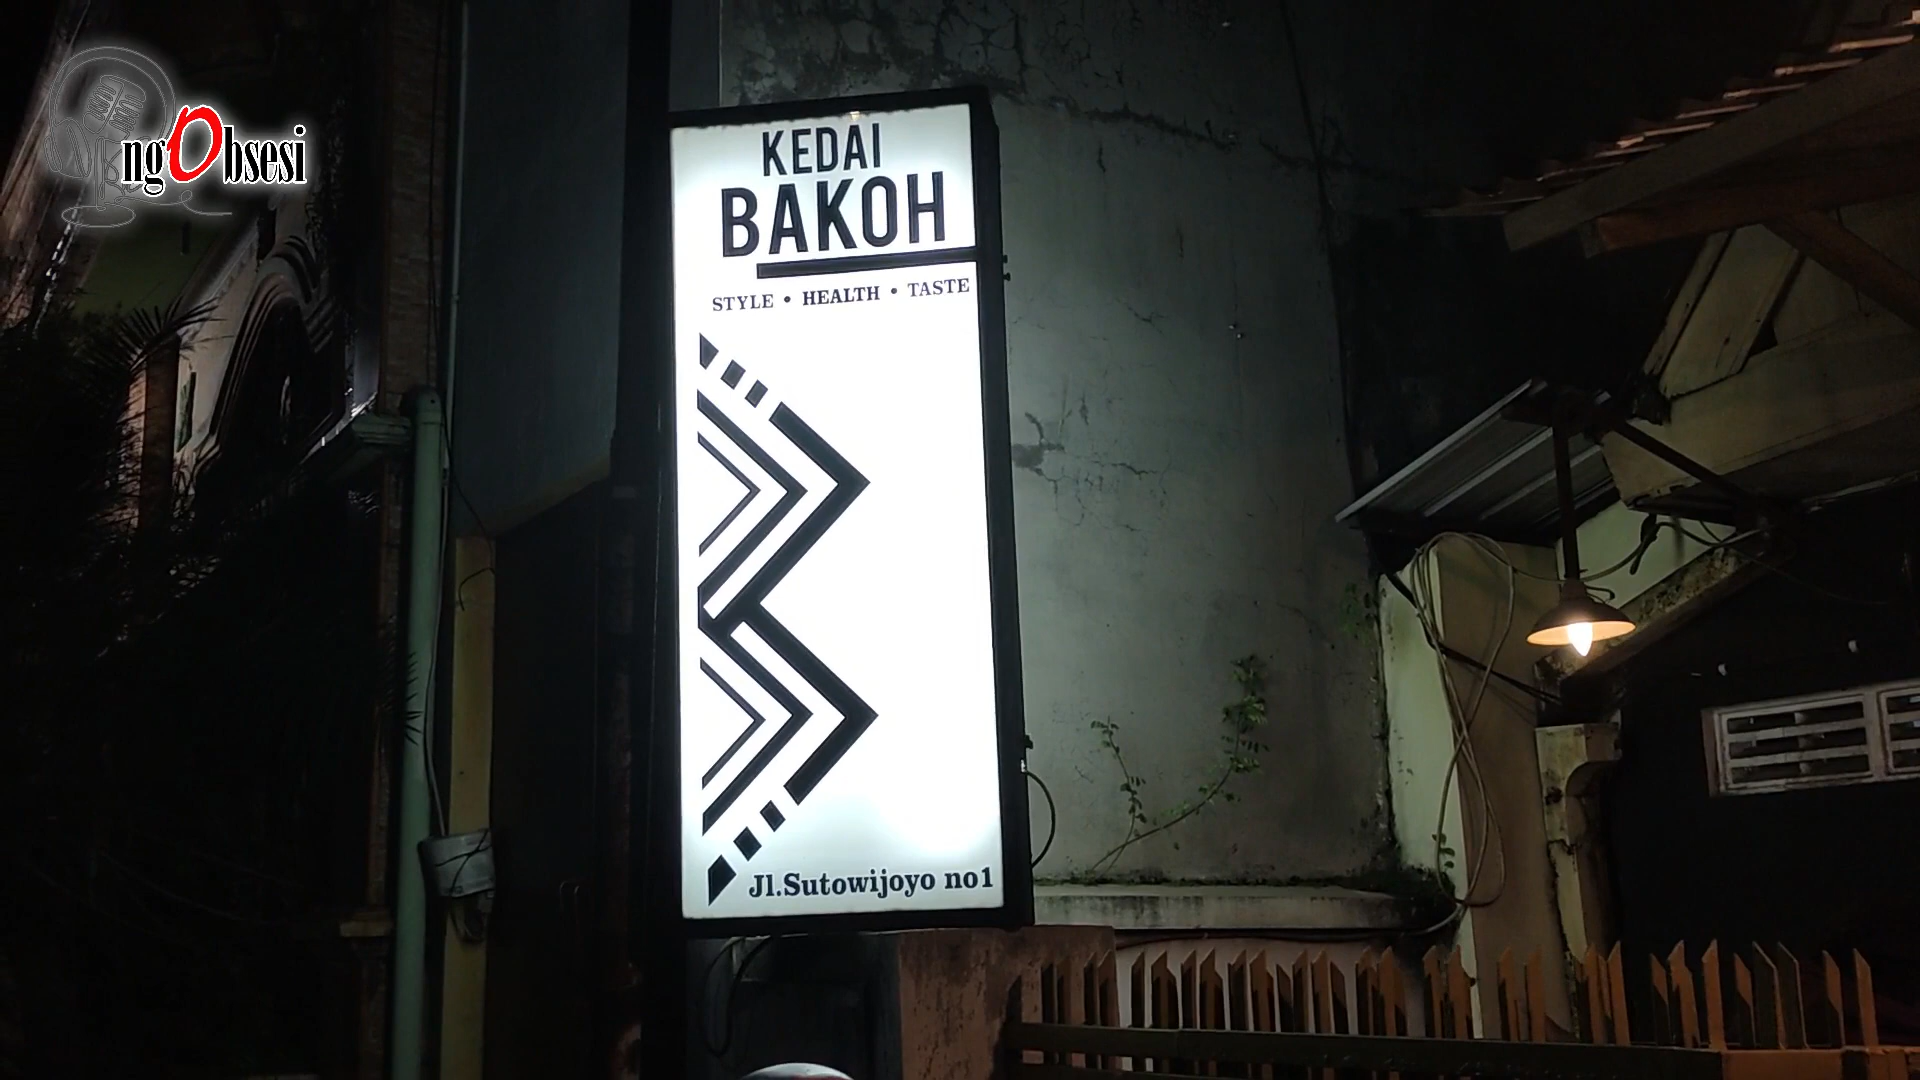 ngObsesi
KEDAI
BAKOH
STYLE • HEALTH • TASTE
Jl.Sutowijoyo no1